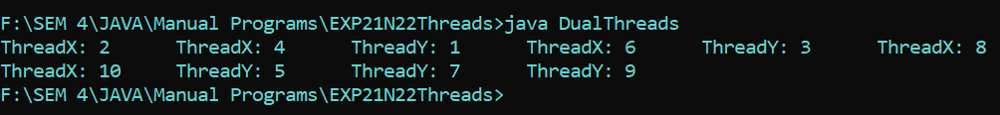 F:\SEM 4\JAVA\Manual Programs\EXP21N22Threads>java DualThreads
ThreadX: 2 ThreadX: 4 ThreadY: 1 ThreadX: 6 ThreadY: 3 ThreadX: 8
ThreadX: 10 ThreadY: 5 ThreadY: 7 ThreadY: 9
F:\SEM 4\JAVA\Manual Programs\EXP21N22Threads>